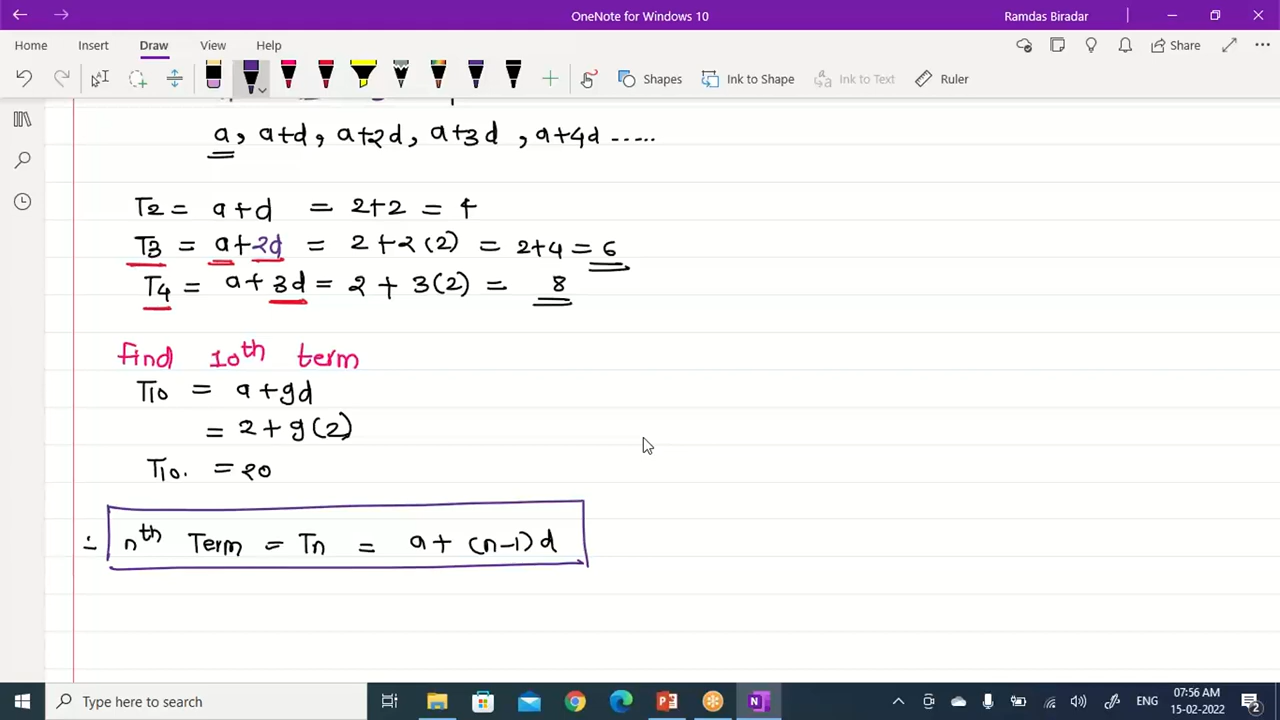 OneNote for Windows 10
Ramdas Biradar
Home Insert Draw View Help
Share
Shapes Ink to Shape Ink to Text Ruler
a, a+d, a+2d, a+3d, a+4d .....
T2 = a+d = 2+2 = 4
T3 = a+2d = 2+2(2) = 2+4 = 6
T4 = a+3d = 2 + 3(2) = 8
find 10th term
T10 = a+9d
= 2+9(2)
T10. = 20
nth Term = Tn = a+(n-1)d
Type here to search
ENG
07:56 AM
15-02-2022
2